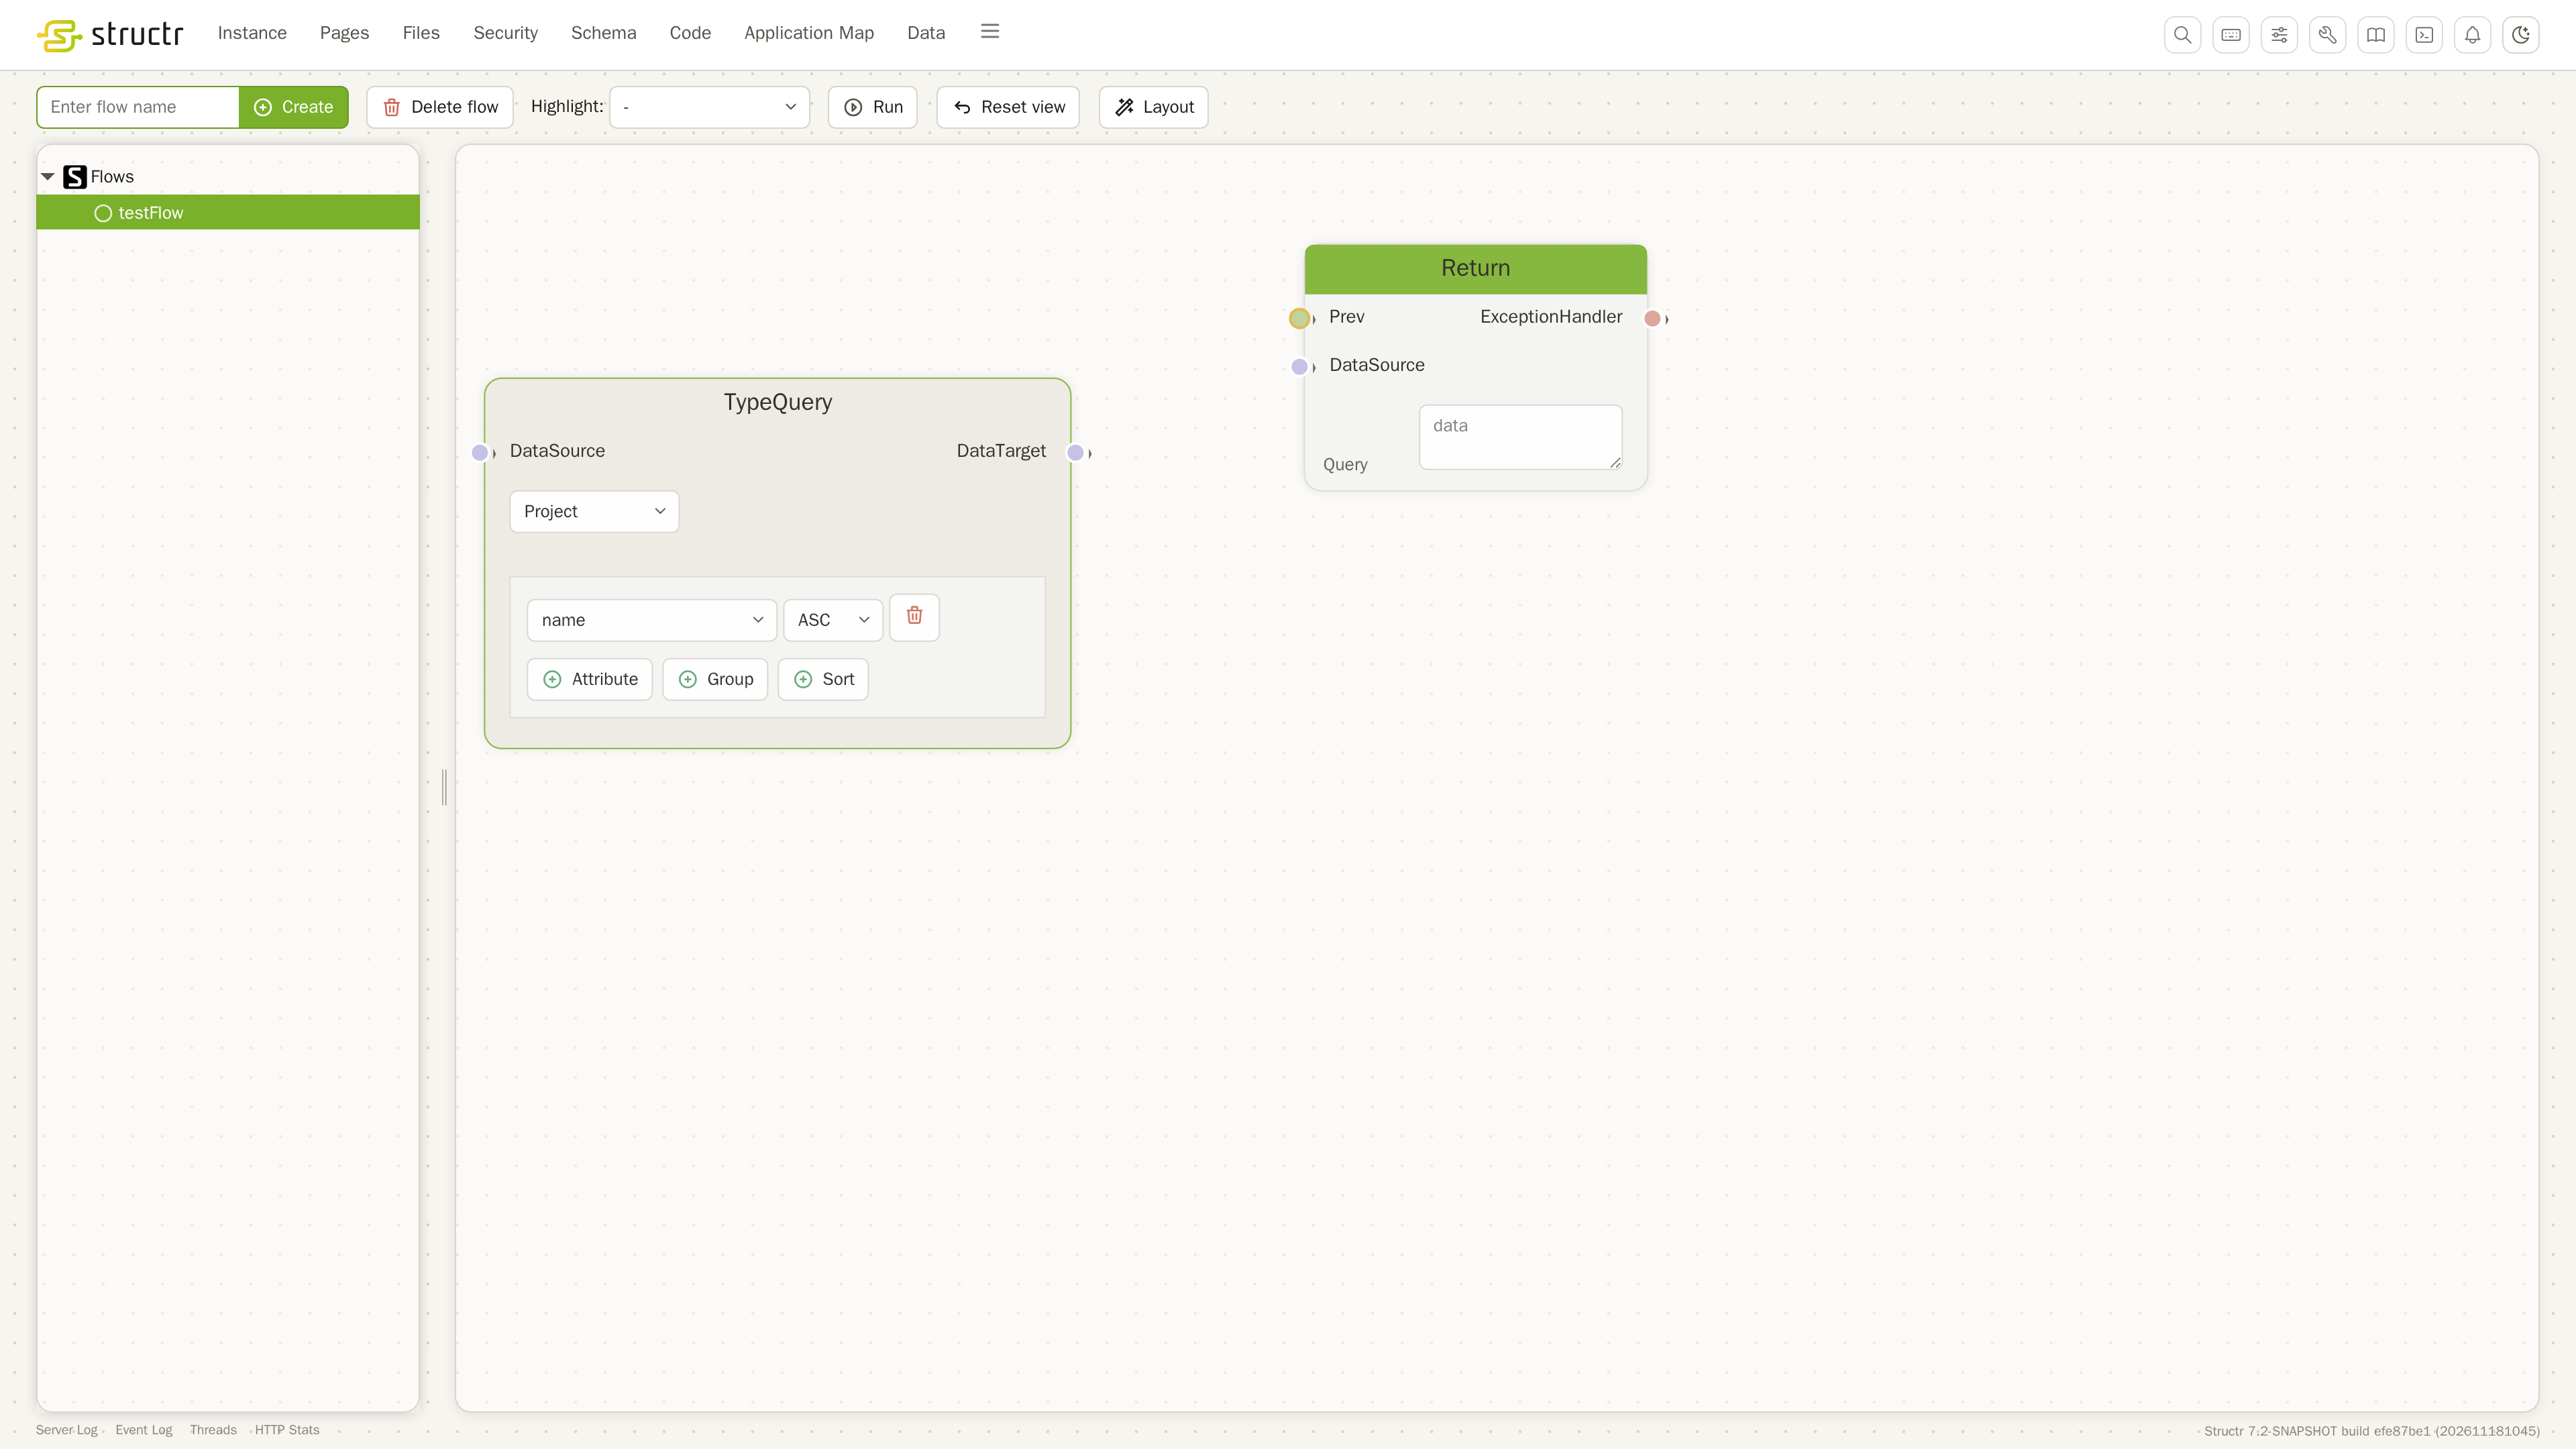 structr Instance Pages Files Security Schema Code Application Map Data
Enter flow name Create Delete flow Highlight: - Run Reset view Layout
Flows
testFlow
Return
Prev ExceptionHandler
DataSource
data
Query
TypeQuery
DataSource DataTarget
Project
name ASC
Attribute Group Sort
Server Log Event Log Threads HTTP Stats
Structr 7.2-SNAPSHOT build efe87be1 (202611181045)